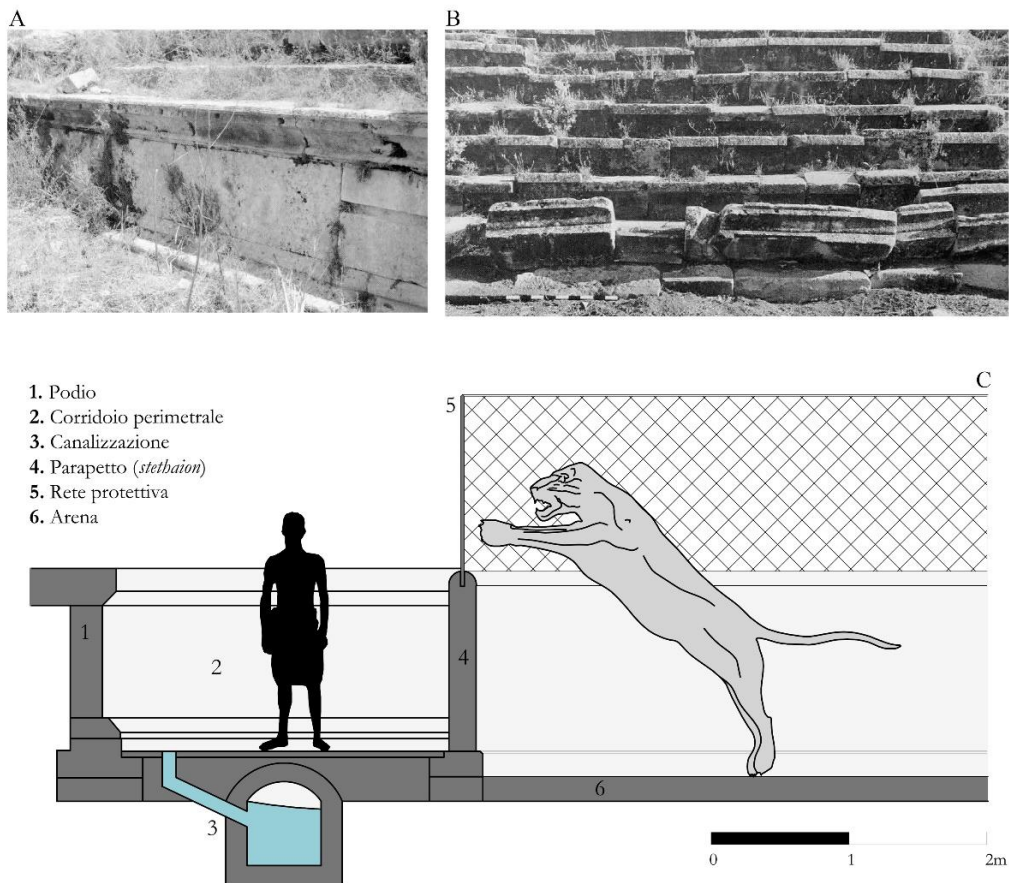 A
B
1. Podio
2. Corridoio perimetrale
3. Canalizzazione
4. Parapetto (stethaion)
5. Rete protettiva
6. Arena
C
5
1
2
4
3
6
0 1 2m